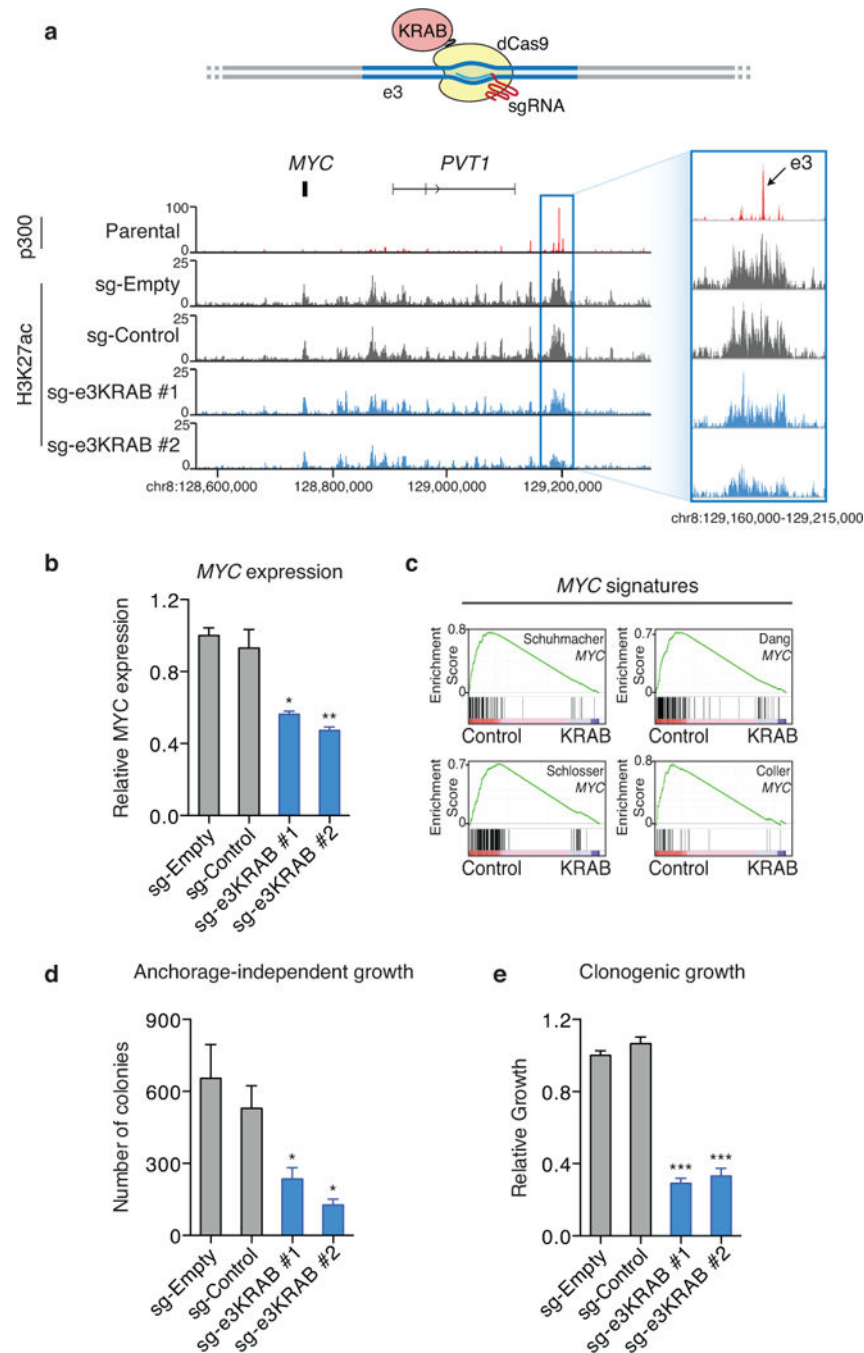 a
KRAB
dCas9
e3
sgRNA
MYC
PVT1
e3
p300
Parental
100
0
H3K27ac
sg-Empty
25
0
sg-Control
25
0
sg-e3KRAB #1
25
0
sg-e3KRAB #2
25
0
chr8:128,600,000
128,800,000
129,000,000
129,200,000
chr8:129,160,000-129,215,000
b
MYC expression
Relative MYC expression
1.2
0.8
0.4
0.0
*
**
sg-Empty
sg-Control
sg-e3KRAB #1
sg-e3KRAB #2
c
MYC signatures
Enrichment
Score
0.8
0
Schuhmacher
MYC
Control
KRAB
Enrichment
Score
0.7
0
Dang
MYC
Control
KRAB
Enrichment
Score
0.7
0
Schlosser
MYC
Control
KRAB
Enrichment
Score
0.7
0
Coller
MYC
Control
KRAB
d
Anchorage-independent growth
Number of colonies
900
600
300
0
*
*
sg-Empty
sg-Control
sg-e3KRAB #1
sg-e3KRAB #2
e
Clonogenic growth
Relative Growth
1.2
0.8
0.4
0.0
***
***
sg-Empty
sg-Control
sg-e3KRAB #1
sg-e3KRAB #2